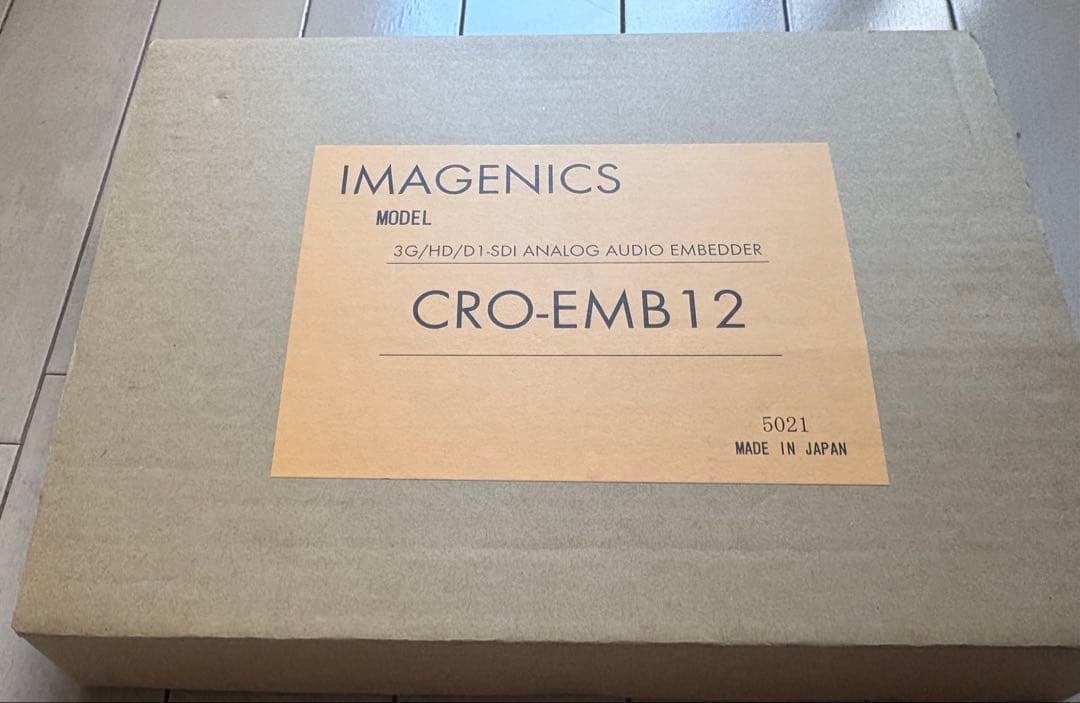 IMAGENICS
MODEL
3G/HD/D1-SDI ANALOG AUDIO EMBEDDER
CRO-EMB12
5021
MADE IN JAPAN